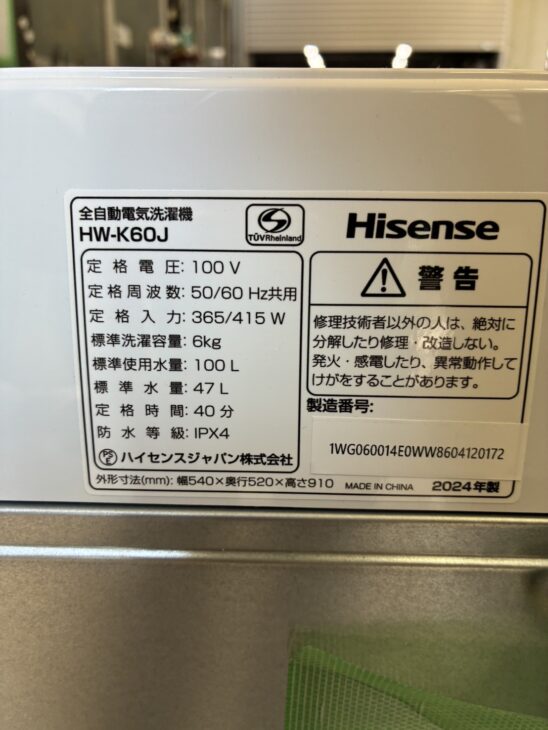 全自動電気洗濯機
HW-K60J
TÜVRheinland
Hisense
定格電圧: 100 V
定格周波数: 50/60 Hz共用
定格入力: 365/415 W
標準洗濯容量: 6kg
標準使用水量: 100 L
標準水量: 47 L
定格時間: 40 分
防水等級: IPX4
PSE ハイセンスジャパン株式会社
警告
修理技術者以外の人は、絶対に
分解したり修理・改造しない。
発火・感電したり、異常動作して
けがをすることがあります。
製造番号:
1WG060014E0WW8604120172
外形寸法(mm): 幅540×奥行520×高さ910 MADE IN CHINA 2024年製